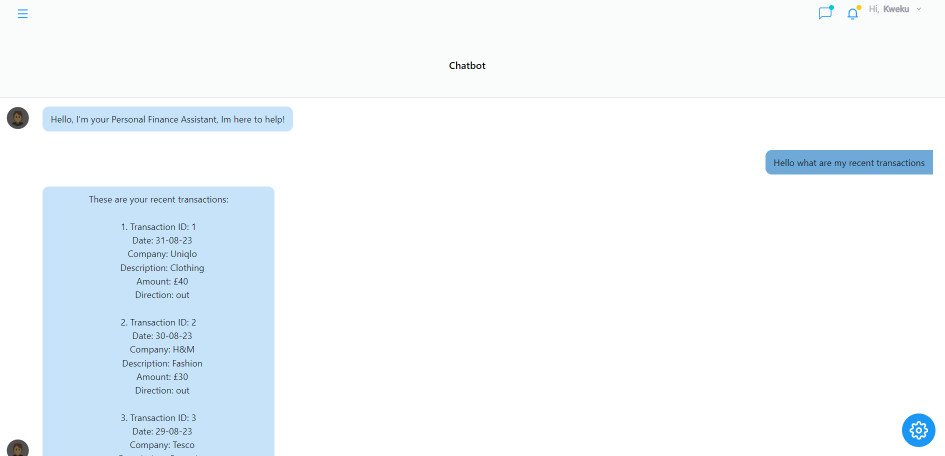 Hi, Kweku
Chatbot
Hello, I'm your Personal Finance Assistant, Im here to help!
Hello what are my recent transactions
These are your recent transactions:
1. Transaction ID: 1
Date: 31-08-23
Company: Uniqlo
Description: Clothing
Amount: £40
Direction: out
2. Transaction ID: 2
Date: 30-08-23
Company: H&M
Description: Fashion
Amount: £30
Direction: out
3. Transaction ID: 3
Date: 29-08-23
Company: Tesco